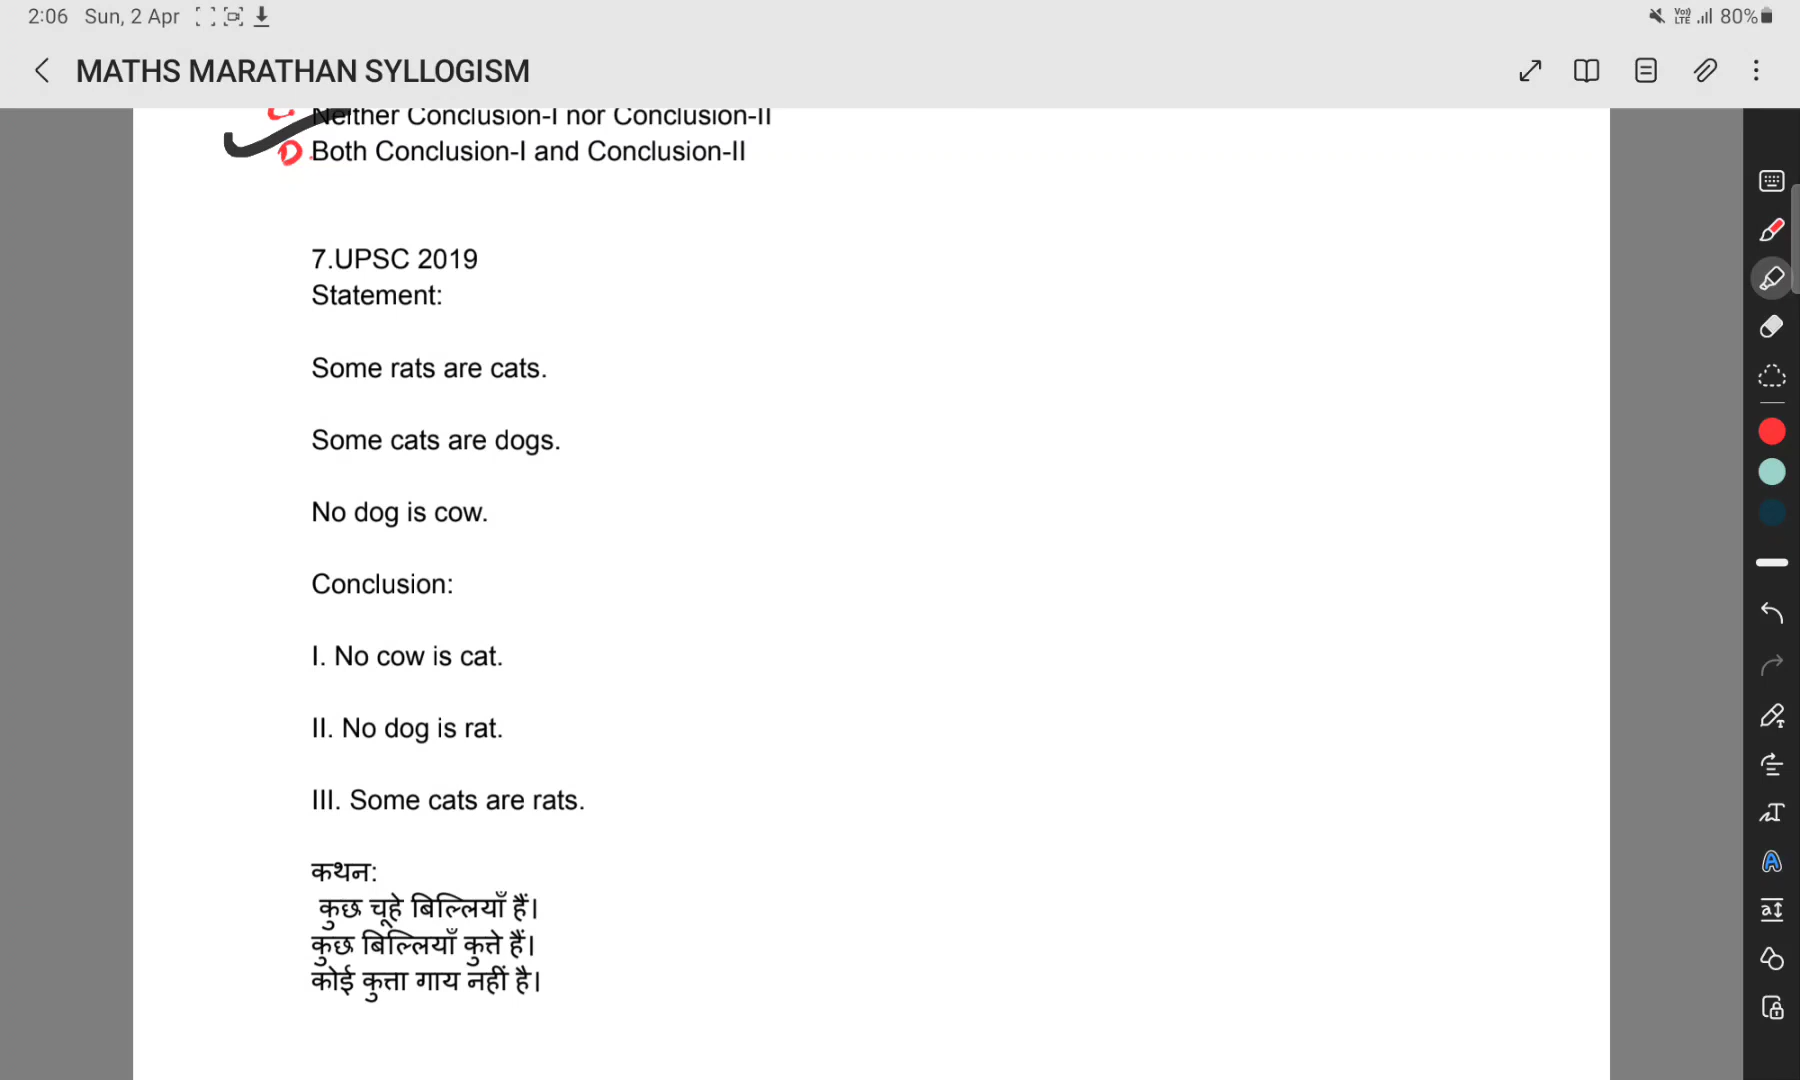 2:06 Sun, 2 Apr
Vo)) LTE 80%
MATHS MARATHAN SYLLOGISM
Neither Conclusion-I nor Conclusion-II
D. Both Conclusion-I and Conclusion-II
7.UPSC 2019
Statement:
Some rats are cats.
Some cats are dogs.
No dog is cow.
Conclusion:
I. No cow is cat.
II. No dog is rat.
III. Some cats are rats.
कथन:
कुछ चूहे बिल्लियाँ हैं।
कुछ बिल्लियाँ कुत्ते हैं।
कोई कुत्ता गाय नहीं है।